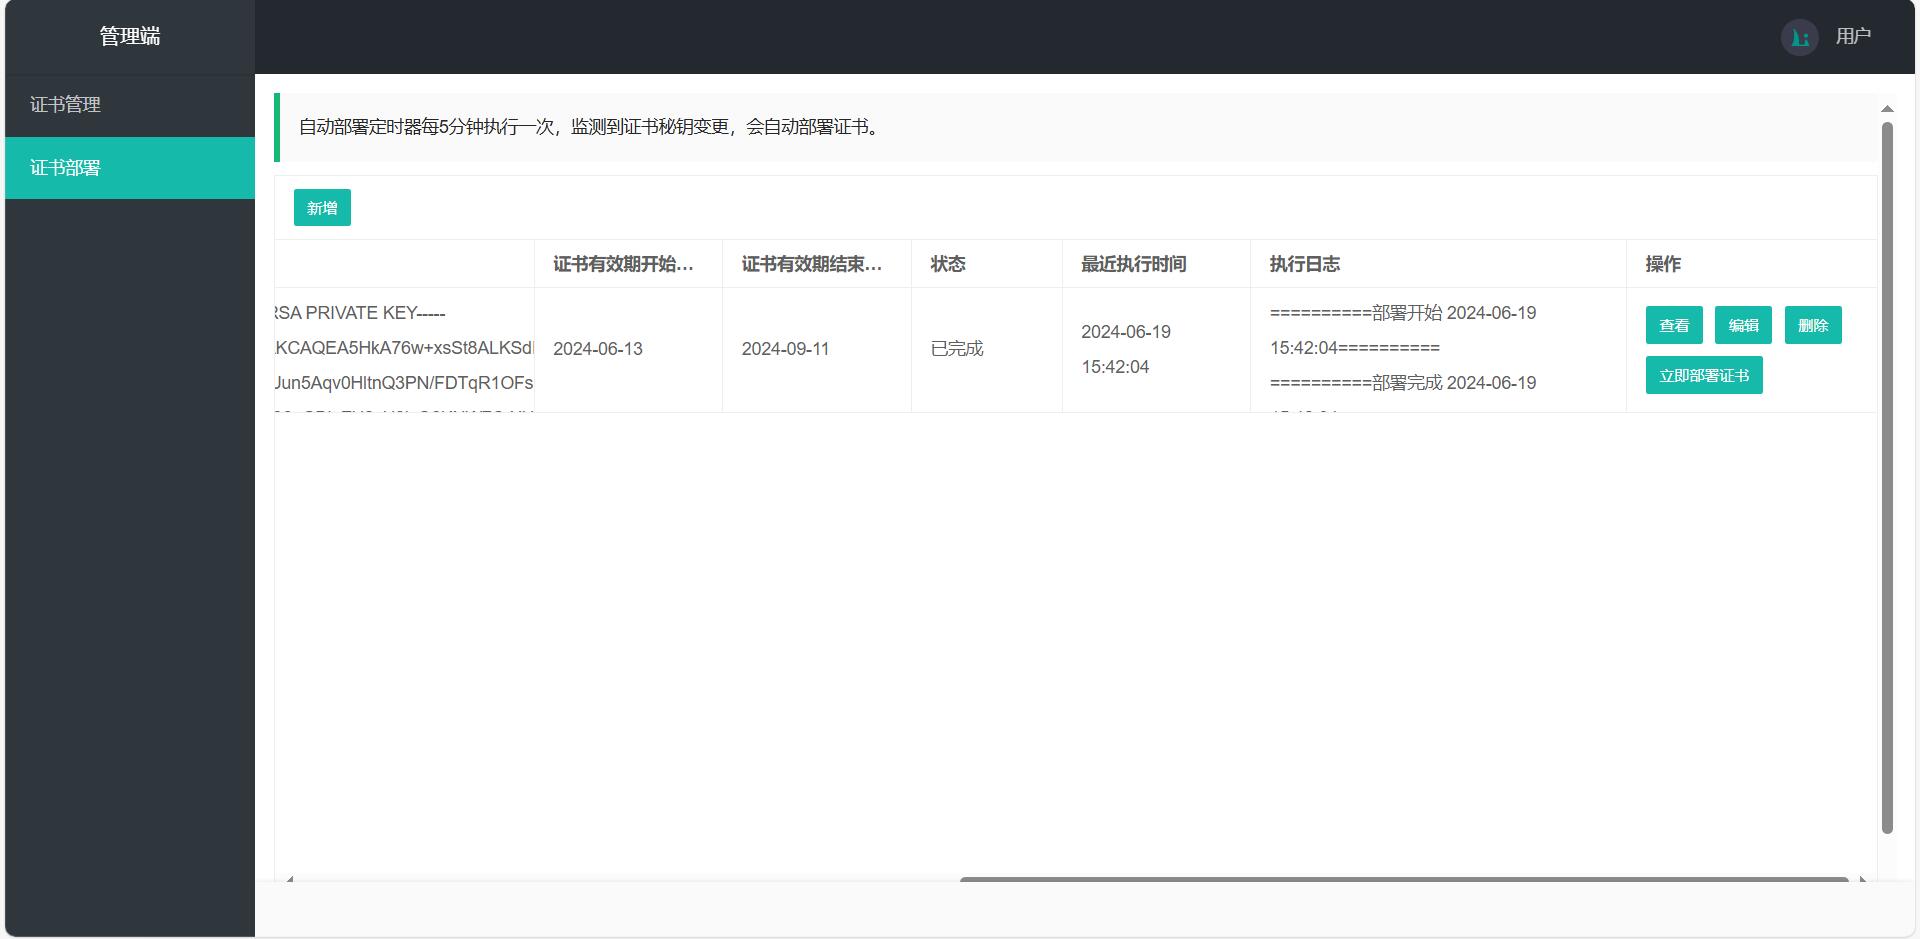 管理端
用户
证书管理
证书部署
自动部署定时器每5分钟执行一次，监测到证书秘钥变更，会自动部署证书。
新增
证书有效期开始...
证书有效期结束...
状态
最近执行时间
执行日志
操作
RSA PRIVATE KEY-----
KCAQEA5HkA76w+xsSt8ALKSdl
Jun5Aqv0HltnQ3PN/FDTqR1OFs
2024-06-13
2024-09-11
已完成
2024-06-19
15:42:04
==========部署开始 2024-06-19
15:42:04==========
==========部署完成 2024-06-19
查看
编辑
删除
立即部署证书